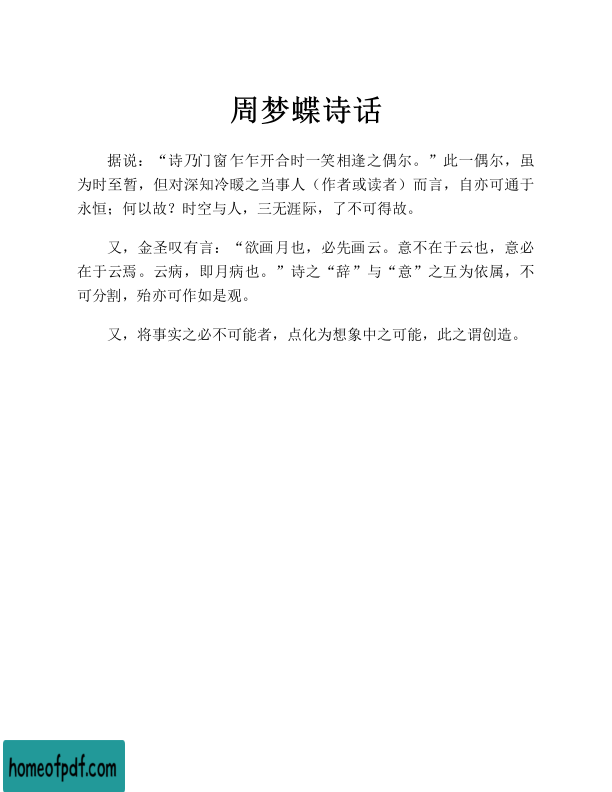 周梦蝶诗话
据说：“诗乃门窗乍乍开合时一笑相逢之偶尔。”此一偶尔，虽
为时至暂，但对深知冷暖之当事人（作者或读者）而言，自亦可通于
永恒；何以故？时空与人，三无涯际，了不可得故。
又，金圣叹有言：“欲画月也，必先画云。意不在于云也，意必
在于云焉。云病，即月病也。”诗之“辞”与“意”之互为依属，不
可分割，殆亦可作如是观。
又，将事实之必不可能者，点化为想象中之可能，此之谓创造。
homeofpdf.com